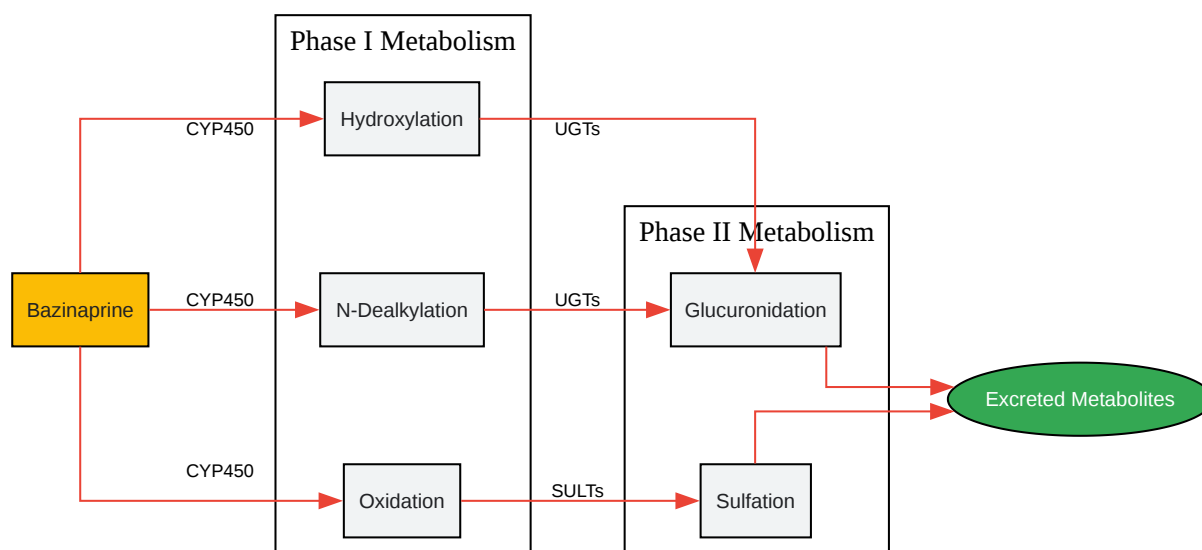 Phase I Metabolism
CYP450
Hydroxylation
UGTs
Phase II Metabolism
Bazinaprine
CYP450
N-Dealkylation
UGTs
Glucuronidation
Excreted Metabolites
CYP450
Oxidation
SULTs
Sulfation